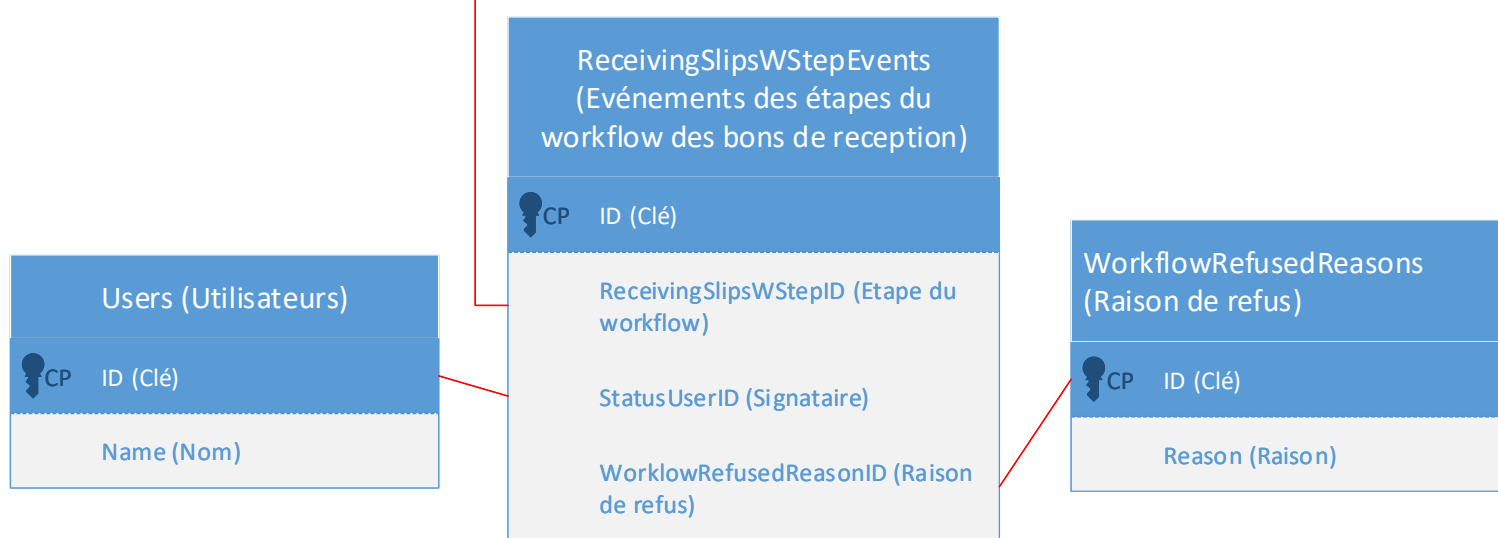 ReceivingSlipsWStepEvents
(Evénements des étapes du
workflow des bons de reception)
CP ID (Clé)
ReceivingSlipsWStepID (Etape du
workflow)
StatusUserID (Signataire)
WorklowRefusedReasonID (Raison
de refus)
Users (Utilisateurs)
CP ID (Clé)
Name (Nom)
WorkflowRefusedReasons
(Raison de refus)
CP ID (Clé)
Reason (Raison)